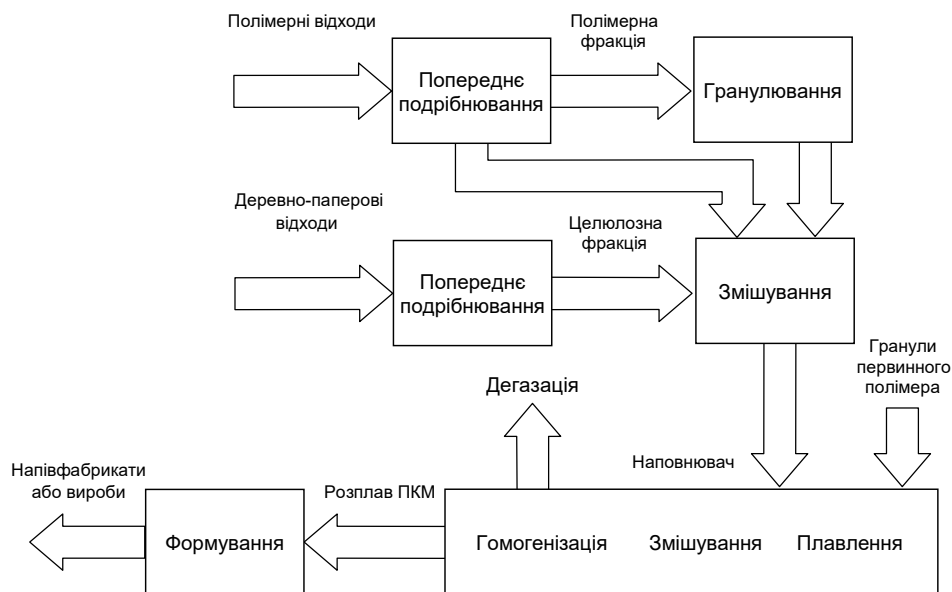 Полімерні відходи
Полімерна
фракція
Попереднє
подрібнювання
Гранулювання
Деревно-паперові
відходи
Целюлозна
фракція
Попереднє
подрібнювання
Змішування
Гранули
первинного
полімера
Дегазація
Наповнювач
Напівфабрикати
або вироби
Розплав ПКМ
Формування
Гомогенізація Змішування Плавлення